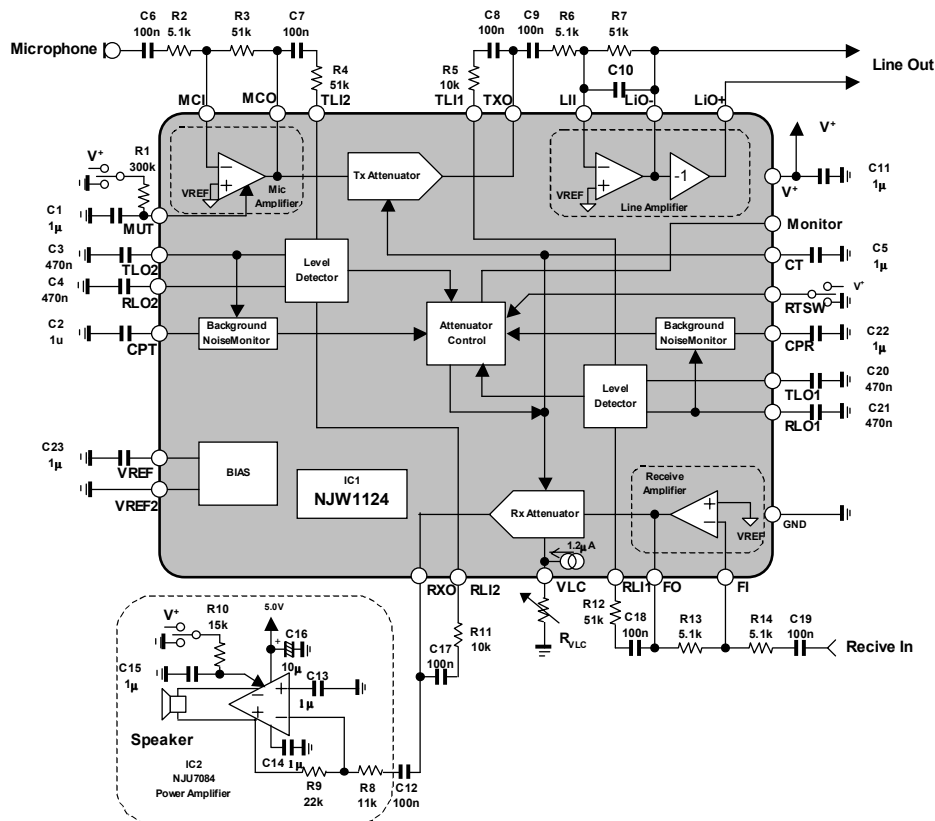 C6
100n
R2
5.1k
R3
51k
C7
100n
Microphone
R4
51k
MCI
MCO
TLI2
C8
100n
C9
100n
R6
5.1k
R7
51k
R5
10k
C10
Line Out
TLI1
TXO
LII
LiO-
LiO+
V+
R1
300k
V+
C1
1μ
MUT
VREF
Mic
Amplifier
Tx Attenuator
VREF
-1
Line Amplifier
V+
C11
1μ
Monitor
C3
470n
TLO2
C4
470n
RLO2
Level
Detector
CT
C5
1μ
V+
RTSW
C2
1u
CPT
Background
NoiseMonitor
Attenuator
Control
Background
NoiseMonitor
CPR
C22
1μ
Level
Detector
TLO1
C20
470n
RLO1
C21
470n
C23
1μ
VREF
VREF2
BIAS
IC1
NJW1124
Rx Attenuator
Receive
Amplifier
VREF
GND
1.2μA
RXO
RLI2
VLC
RLI1
FO
FI
R12
51k
C18
100n
R13
5.1k
R14
5.1k
C19
100n
Recive In
RVLC
R11
10k
C17
100n
V+
R10
15k
5.0V
+
C16
10μ
C15
1μ
C13
1μ
Speaker
C14
1μ
IC2
NJU7084
Power Amplifier
R9
22k
R8
11k
C12
100n